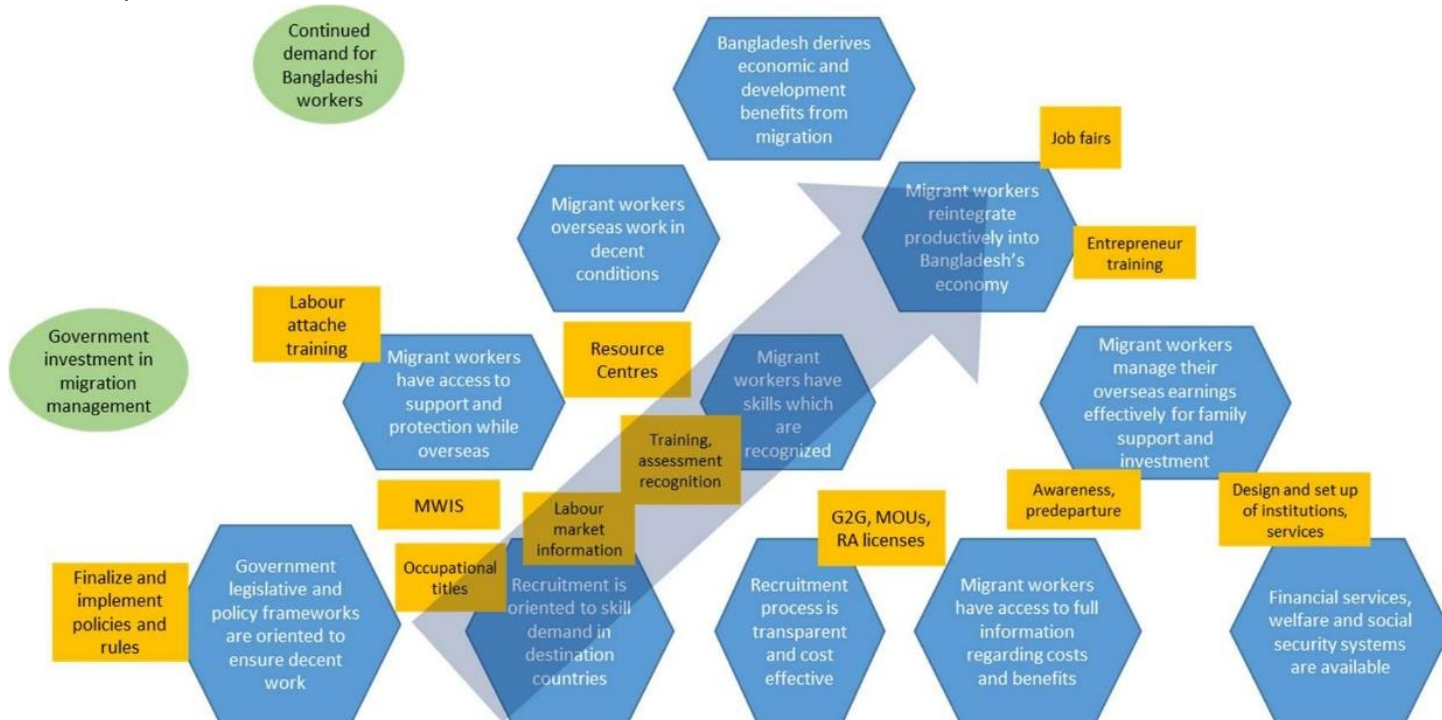 Continued
demand for
Bangladeshi
workers
Bangladesh derives
economic and
development
benefits from
migration
Job fairs
Migrant workers
overseas work in
decent
conditions
Migrant workers
reintegrate
productively into
Bangladesh's
economy
Entrepreneur
training
Labour
attache
training
Government
investment in
migration
management
Migrant workers
have access to
support and
protection while
overseas
Resource
Centres
Migrant
workers have
skills which
are
recognized
Migrant workers
manage their
overseas earnings
effectively for family
support and
investment
Training,
assessment
recognition
MWIS
Labour
market
information
G2G, MOUs,
RA licenses
Awareness,
predeparture
Design and set up
of institutions,
services
Finalize and
implement
policies and
rules
Government
legislative and
policy frameworks
are oriented to
ensure decent
work
Occupational
titles
Recruitment is
oriented to skill
demand in
destination
countries
Recruitment
process is
transparent
and cost
effective
Migrant workers
have access to full
information
regarding costs
and benefits
Financial services,
welfare and social
security systems
are available